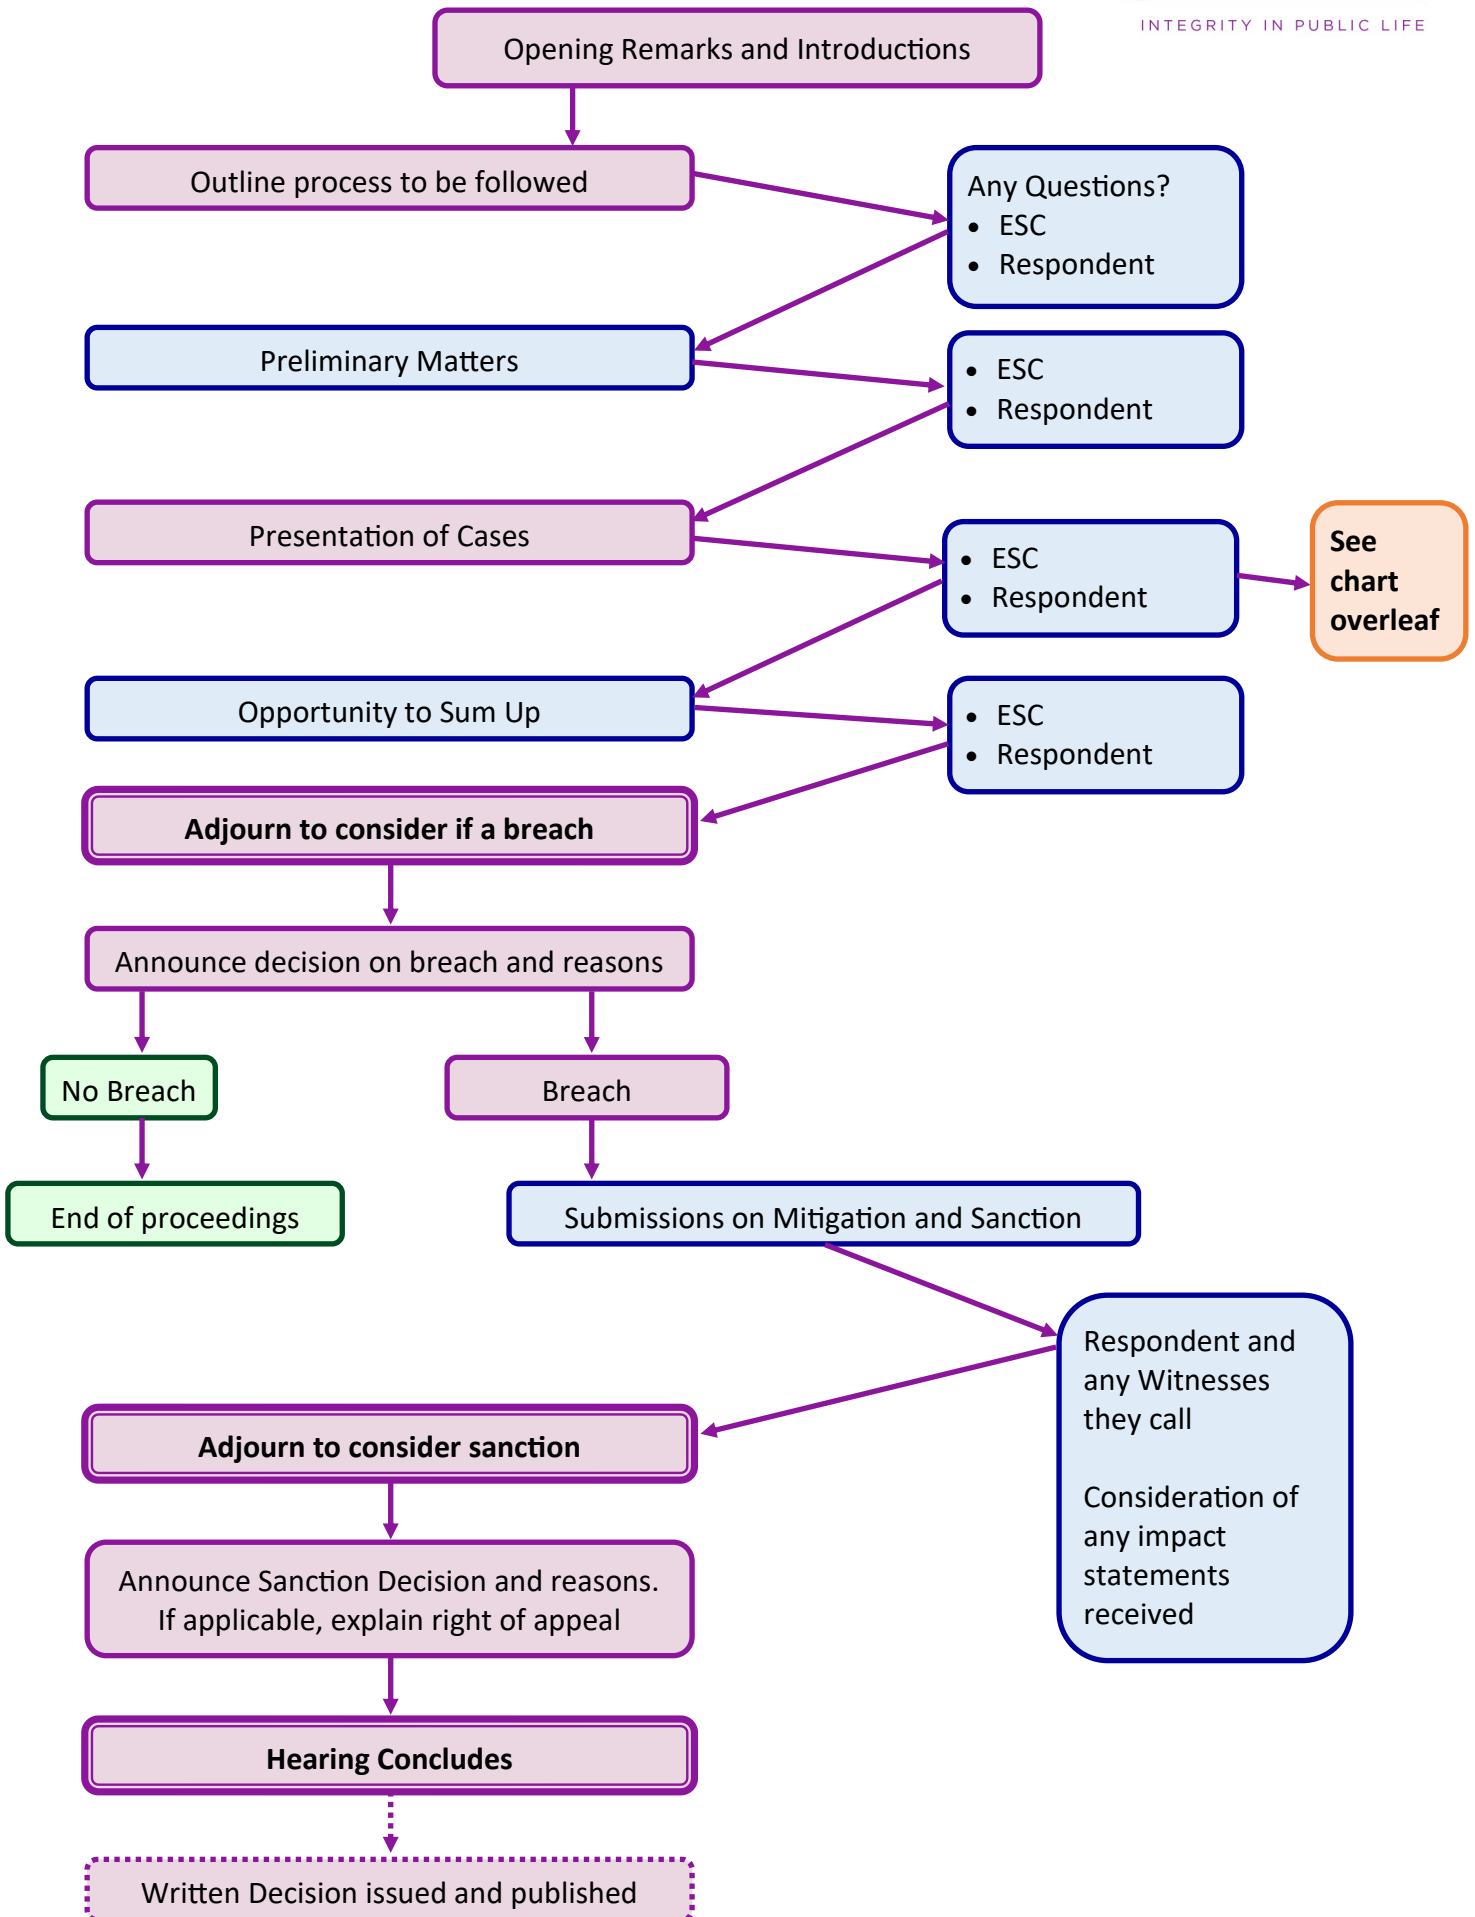 INTEGRITY IN PUBLIC LIFE
Opening Remarks and Introductions
Outline process to be followed
Any Questions?
• ESC
• Respondent
Preliminary Matters
• ESC
• Respondent
Presentation of Cases
• ESC
• Respondent
See
chart
overleaf
Opportunity to Sum Up
• ESC
• Respondent
Adjourn to consider if a breach
Announce decision on breach and reasons
No Breach
Breach
End of proceedings
Submissions on Mitigation and Sanction
Respondent and
any Witnesses
they call
Consideration of
any impact
statements
received
Adjourn to consider sanction
Announce Sanction Decision and reasons.
If applicable, explain right of appeal
Hearing Concludes
Written Decision issued and published